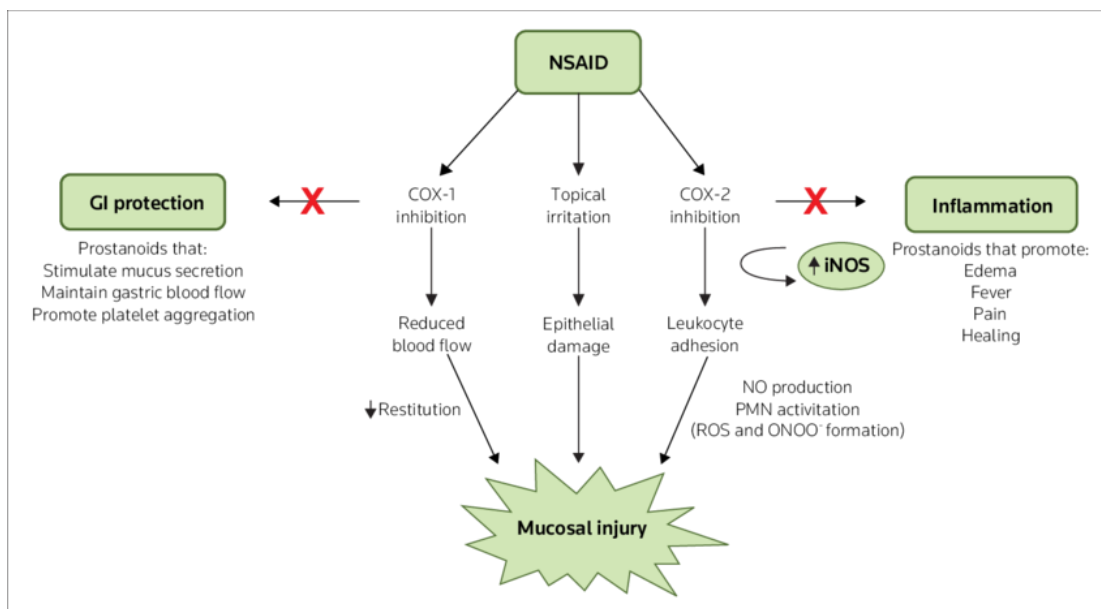 NSAID
GI protection
Prostanoids that:
Stimulate mucus secretion
Maintain gastric blood flow
Promote platelet aggregation
X
COX-1
inhibition
Topical
irritation
COX-2
inhibition
X
Inflammation
Prostanoids that promote:
Edema
Fever
Pain
Healing
↑ iNOS
Reduced
blood flow
Epithelial
damage
Leukocyte
adhesion
↓Restitution
NO production
PMN activitation
(ROS and ONOO⁻ formation)
Mucosal injury